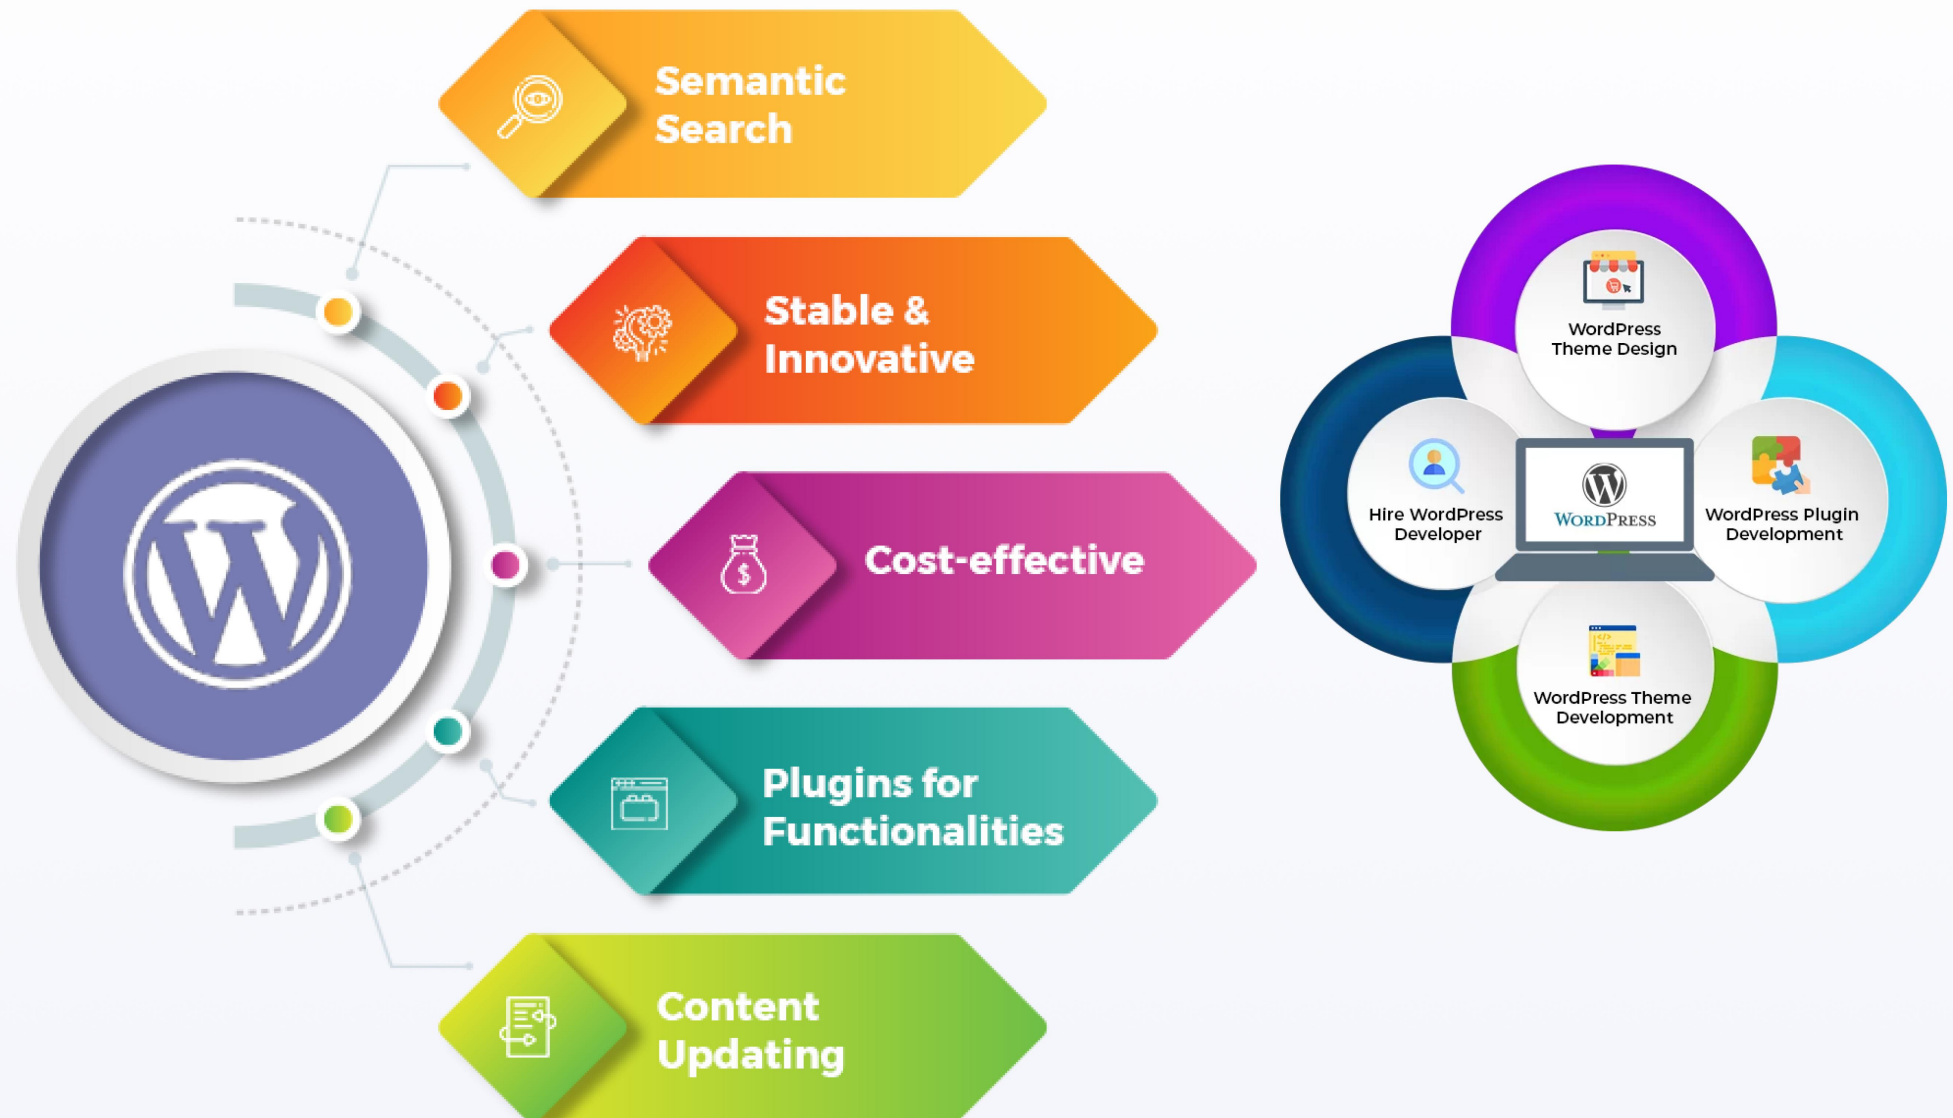 Semantic
Search
Stable &
Innovative
Cost-effective
Plugins for
Functionalities
Content
Updating
WordPress
Theme Design
Hire WordPress
Developer
WORDPRESS
WordPress Plugin
Development
WordPress Theme
Development